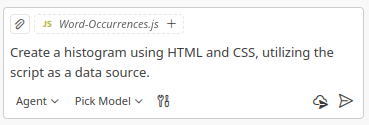 JS Word-Occurrences.js +
Create a histogram using HTML and CSS, utilizing the
script as a data source.
Agent Pick Model